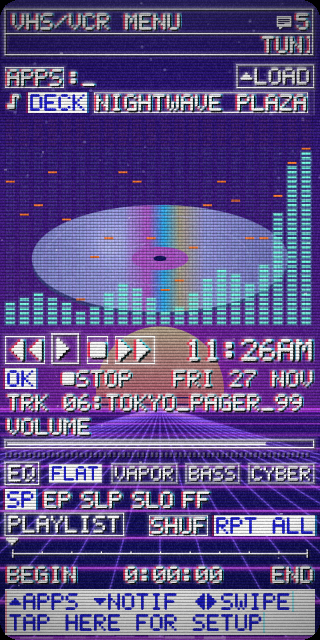 VHS/VCR MENU 5
TUN
APPS:_ LOAD
DECK NIGHTWAVE PLAZA
11:26AM
OK STOP FRI 27 NOV
TRK 06:TOKYO_PAGER_99
VOLUME
EQ FLAT VAPOR BASS CYBER
SP EP SLP SLO FF
PLAYLIST SHUF RPT ALL
BEGIN 0:00:00 END
APPS NOTIF SWIPE
TAP HERE FOR SETUP